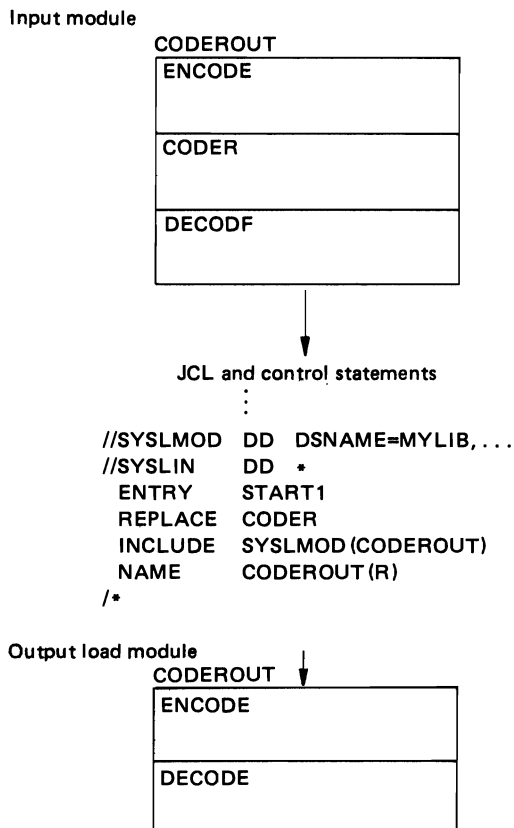 Input module
CODEROUT
ENCODE
CODER
DECODF
JCL and control statements
//SYSLMOD DD DSNAME=MYLIB, . . .
//SYSLIN DD *
ENTRY START1
REPLACE CODER
INCLUDE SYSLMOD(CODEROUT)
NAME CODEROUT(R)
/*
Output load module
CODEROUT
ENCODE
DECODE